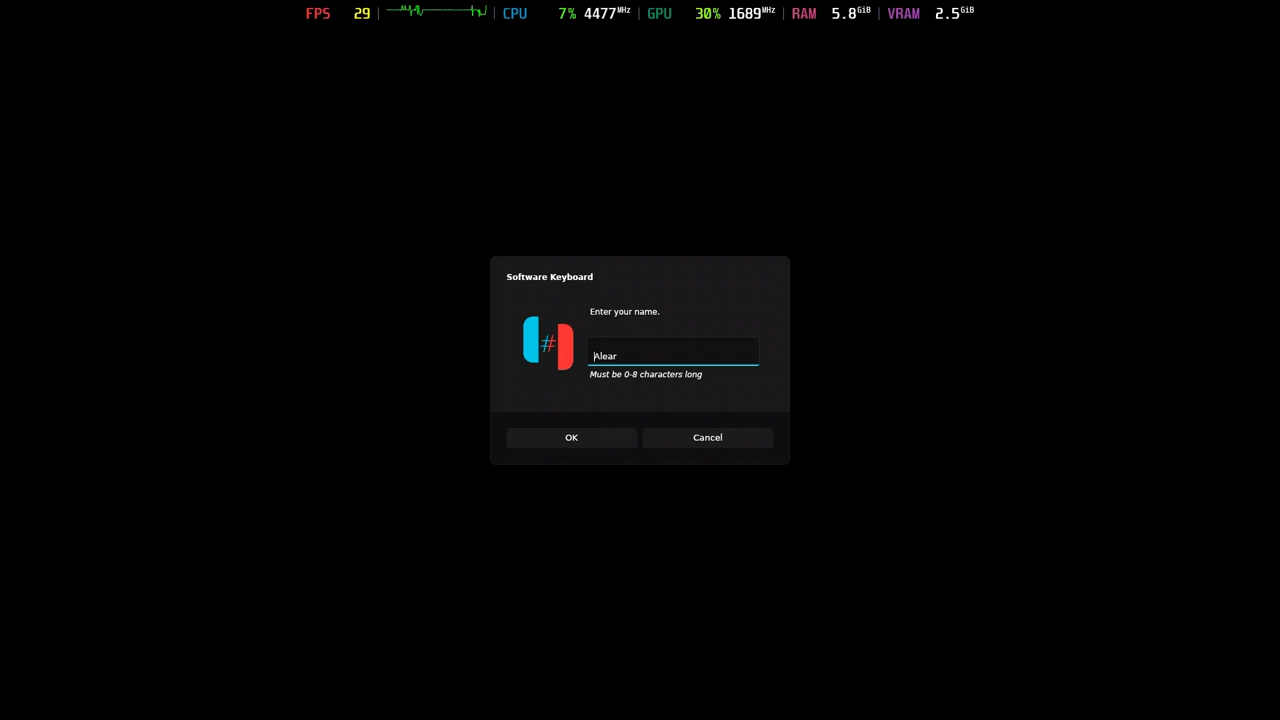 FPS 29 | CPU 7% 4477MHz | GPU 30% 1689MHz | RAM 5.8GiB | VRAM 2.5GiB
Software Keyboard
Enter your name.
#
Alear
Must be 0-8 characters long
OK Cancel